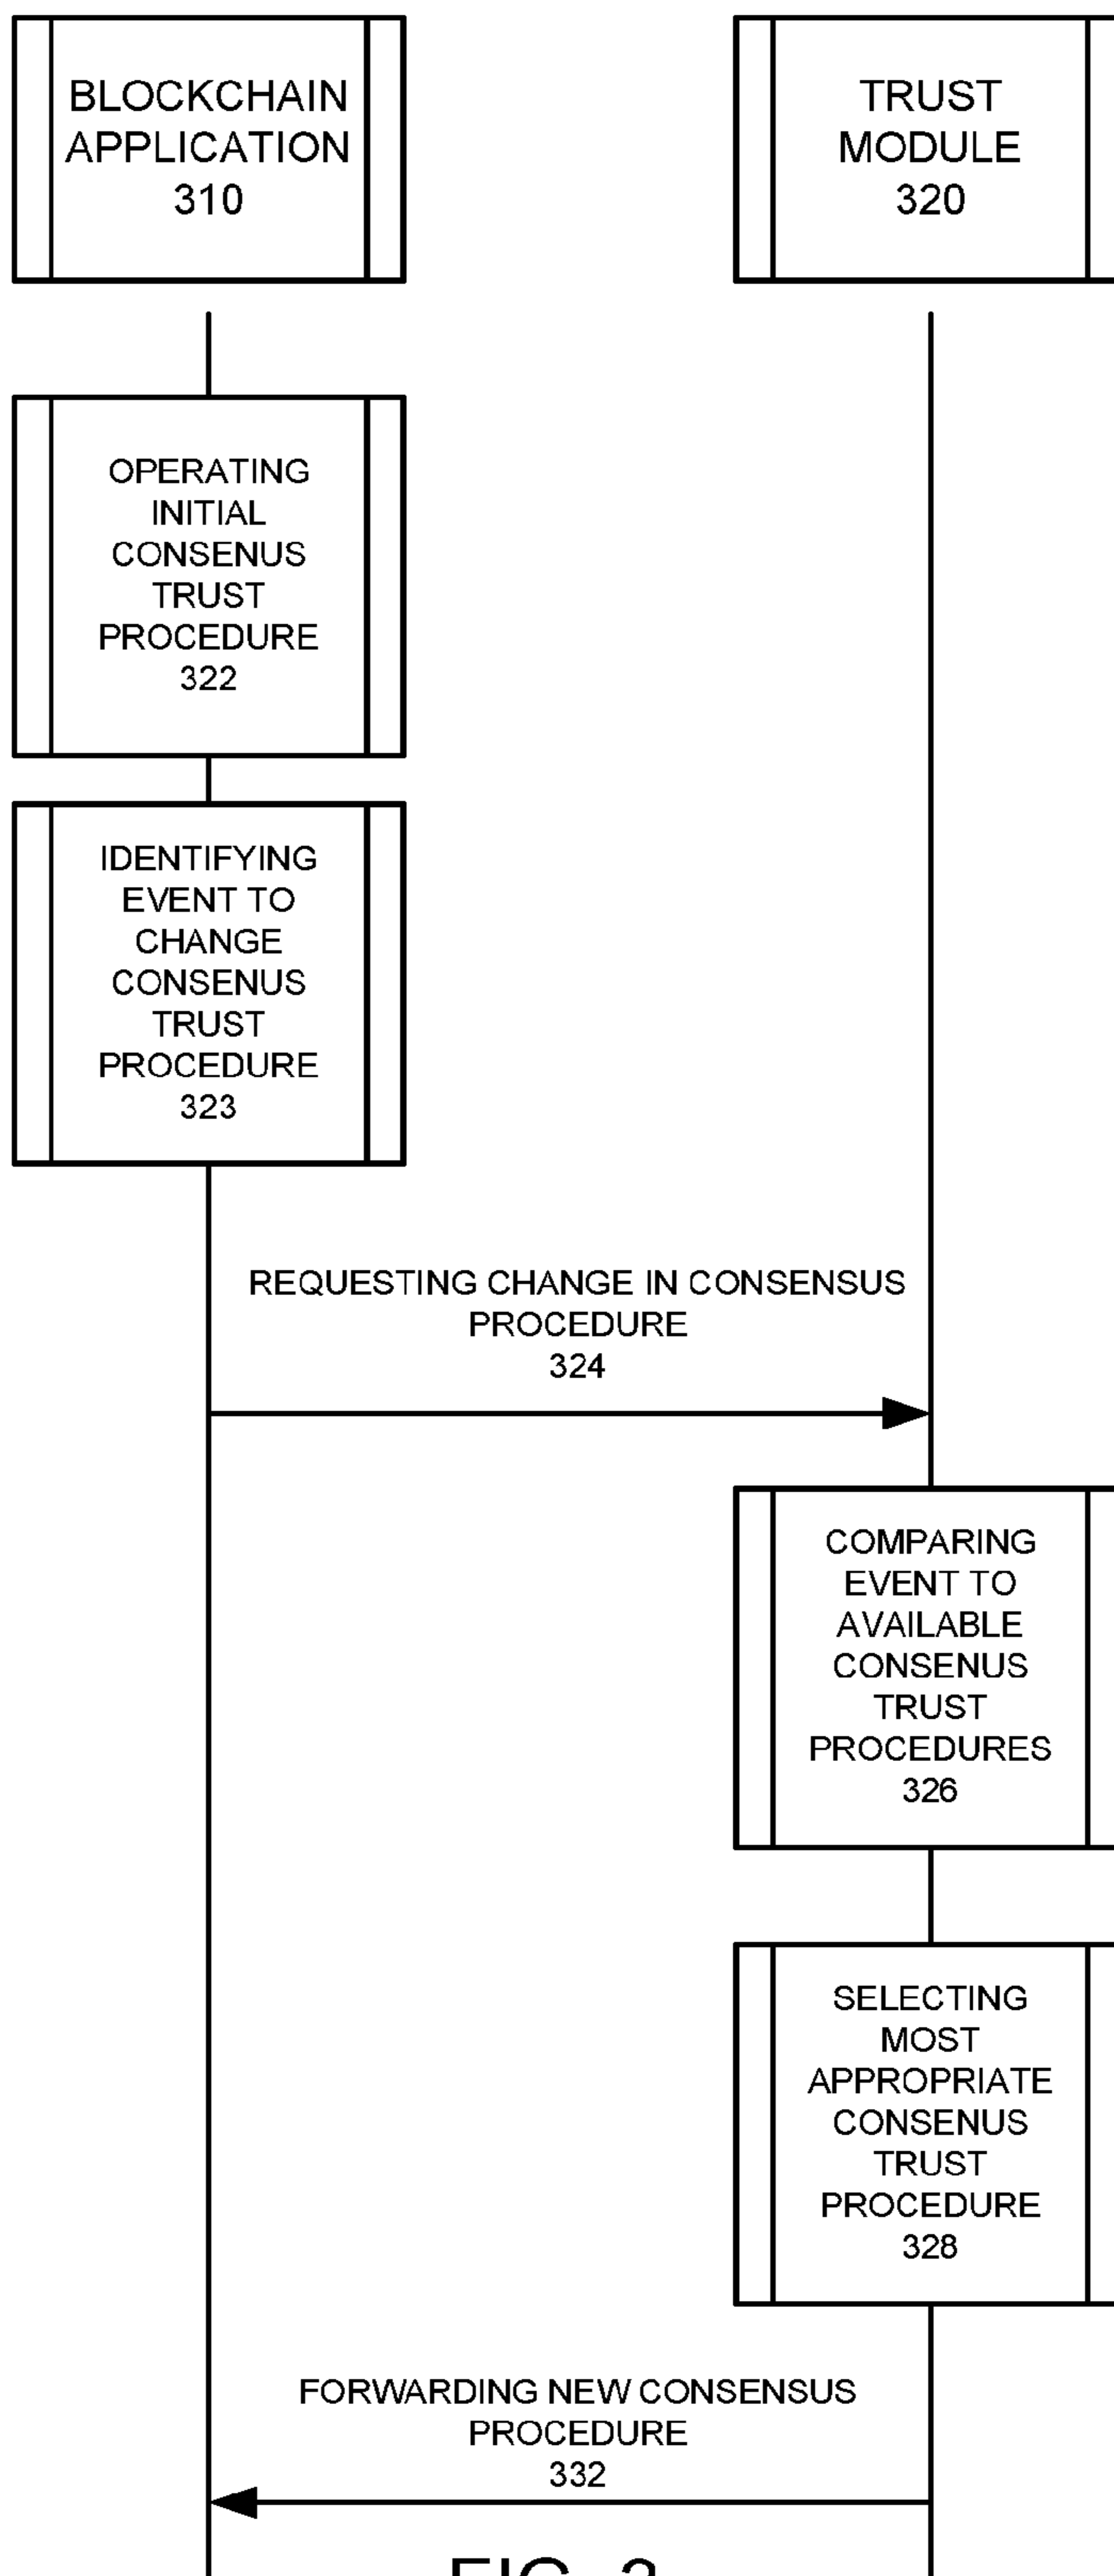 BLOCKCHAIN
APPLICATION
310
TRUST
MODULE
320
OPERATING
INITIAL
CONSENUS
TRUST
PROCEDURE
322
IDENTIFYING
EVENT TO
CHANGE
CONSENUS
TRUST
PROCEDURE
323
REQUESTING CHANGE IN CONSENSUS
PROCEDURE
324
COMPARING
EVENT TO
AVAILABLE
CONSENUS
TRUST
PROCEDURES
326
SELECTING
MOST
APPROPRIATE
CONSENUS
TRUST
PROCEDURE
328
FORWARDING NEW CONSENSUS
PROCEDURE
332
FIG.